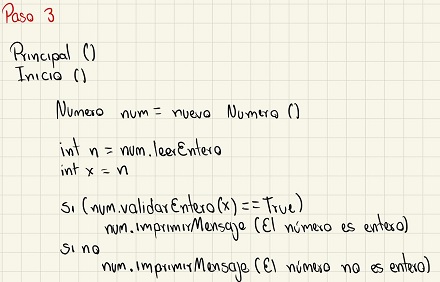 Paso 3
Principal ()
Inicio ()
Numero num = nuevo Numero ()
int n = num.leerEntero
int x = n
si (num.validarEntero(x) == True)
num.imprimirMensaje (El número es entero)
si no
num.imprimirMensaje (El número no es entero)